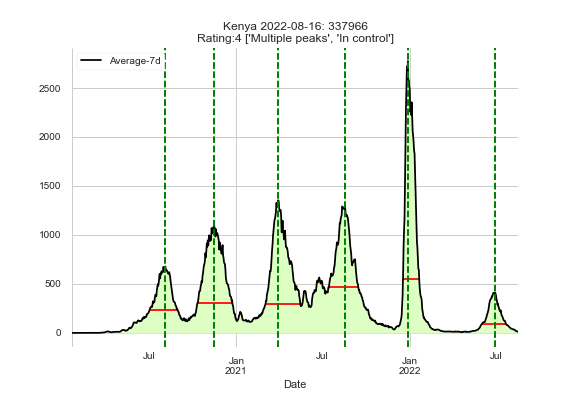 Kenya 2022-08-16: 337966
Rating:4 ['Multiple peaks', 'In control']
Average-7d
2500
2000
1500
1000
500
0
Jul
Jan
2021
Jul
Jan
2022
Jul
Date